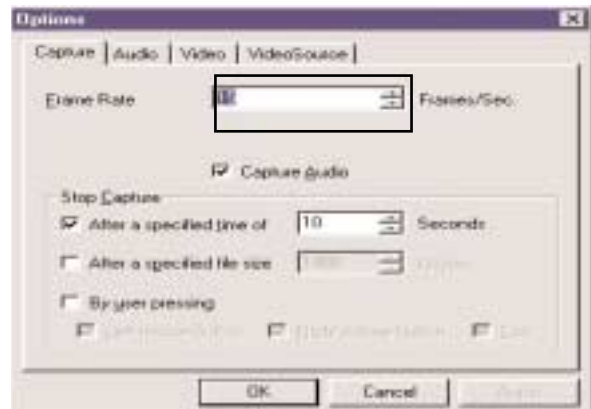 Options
Capture Audio Video VideoSource
Frame Rate Frames/Sec.
Capture Audio
Stop Capture
After a specified time of 10 Seconds
After a specified file size
By user pressing
OK Cancel